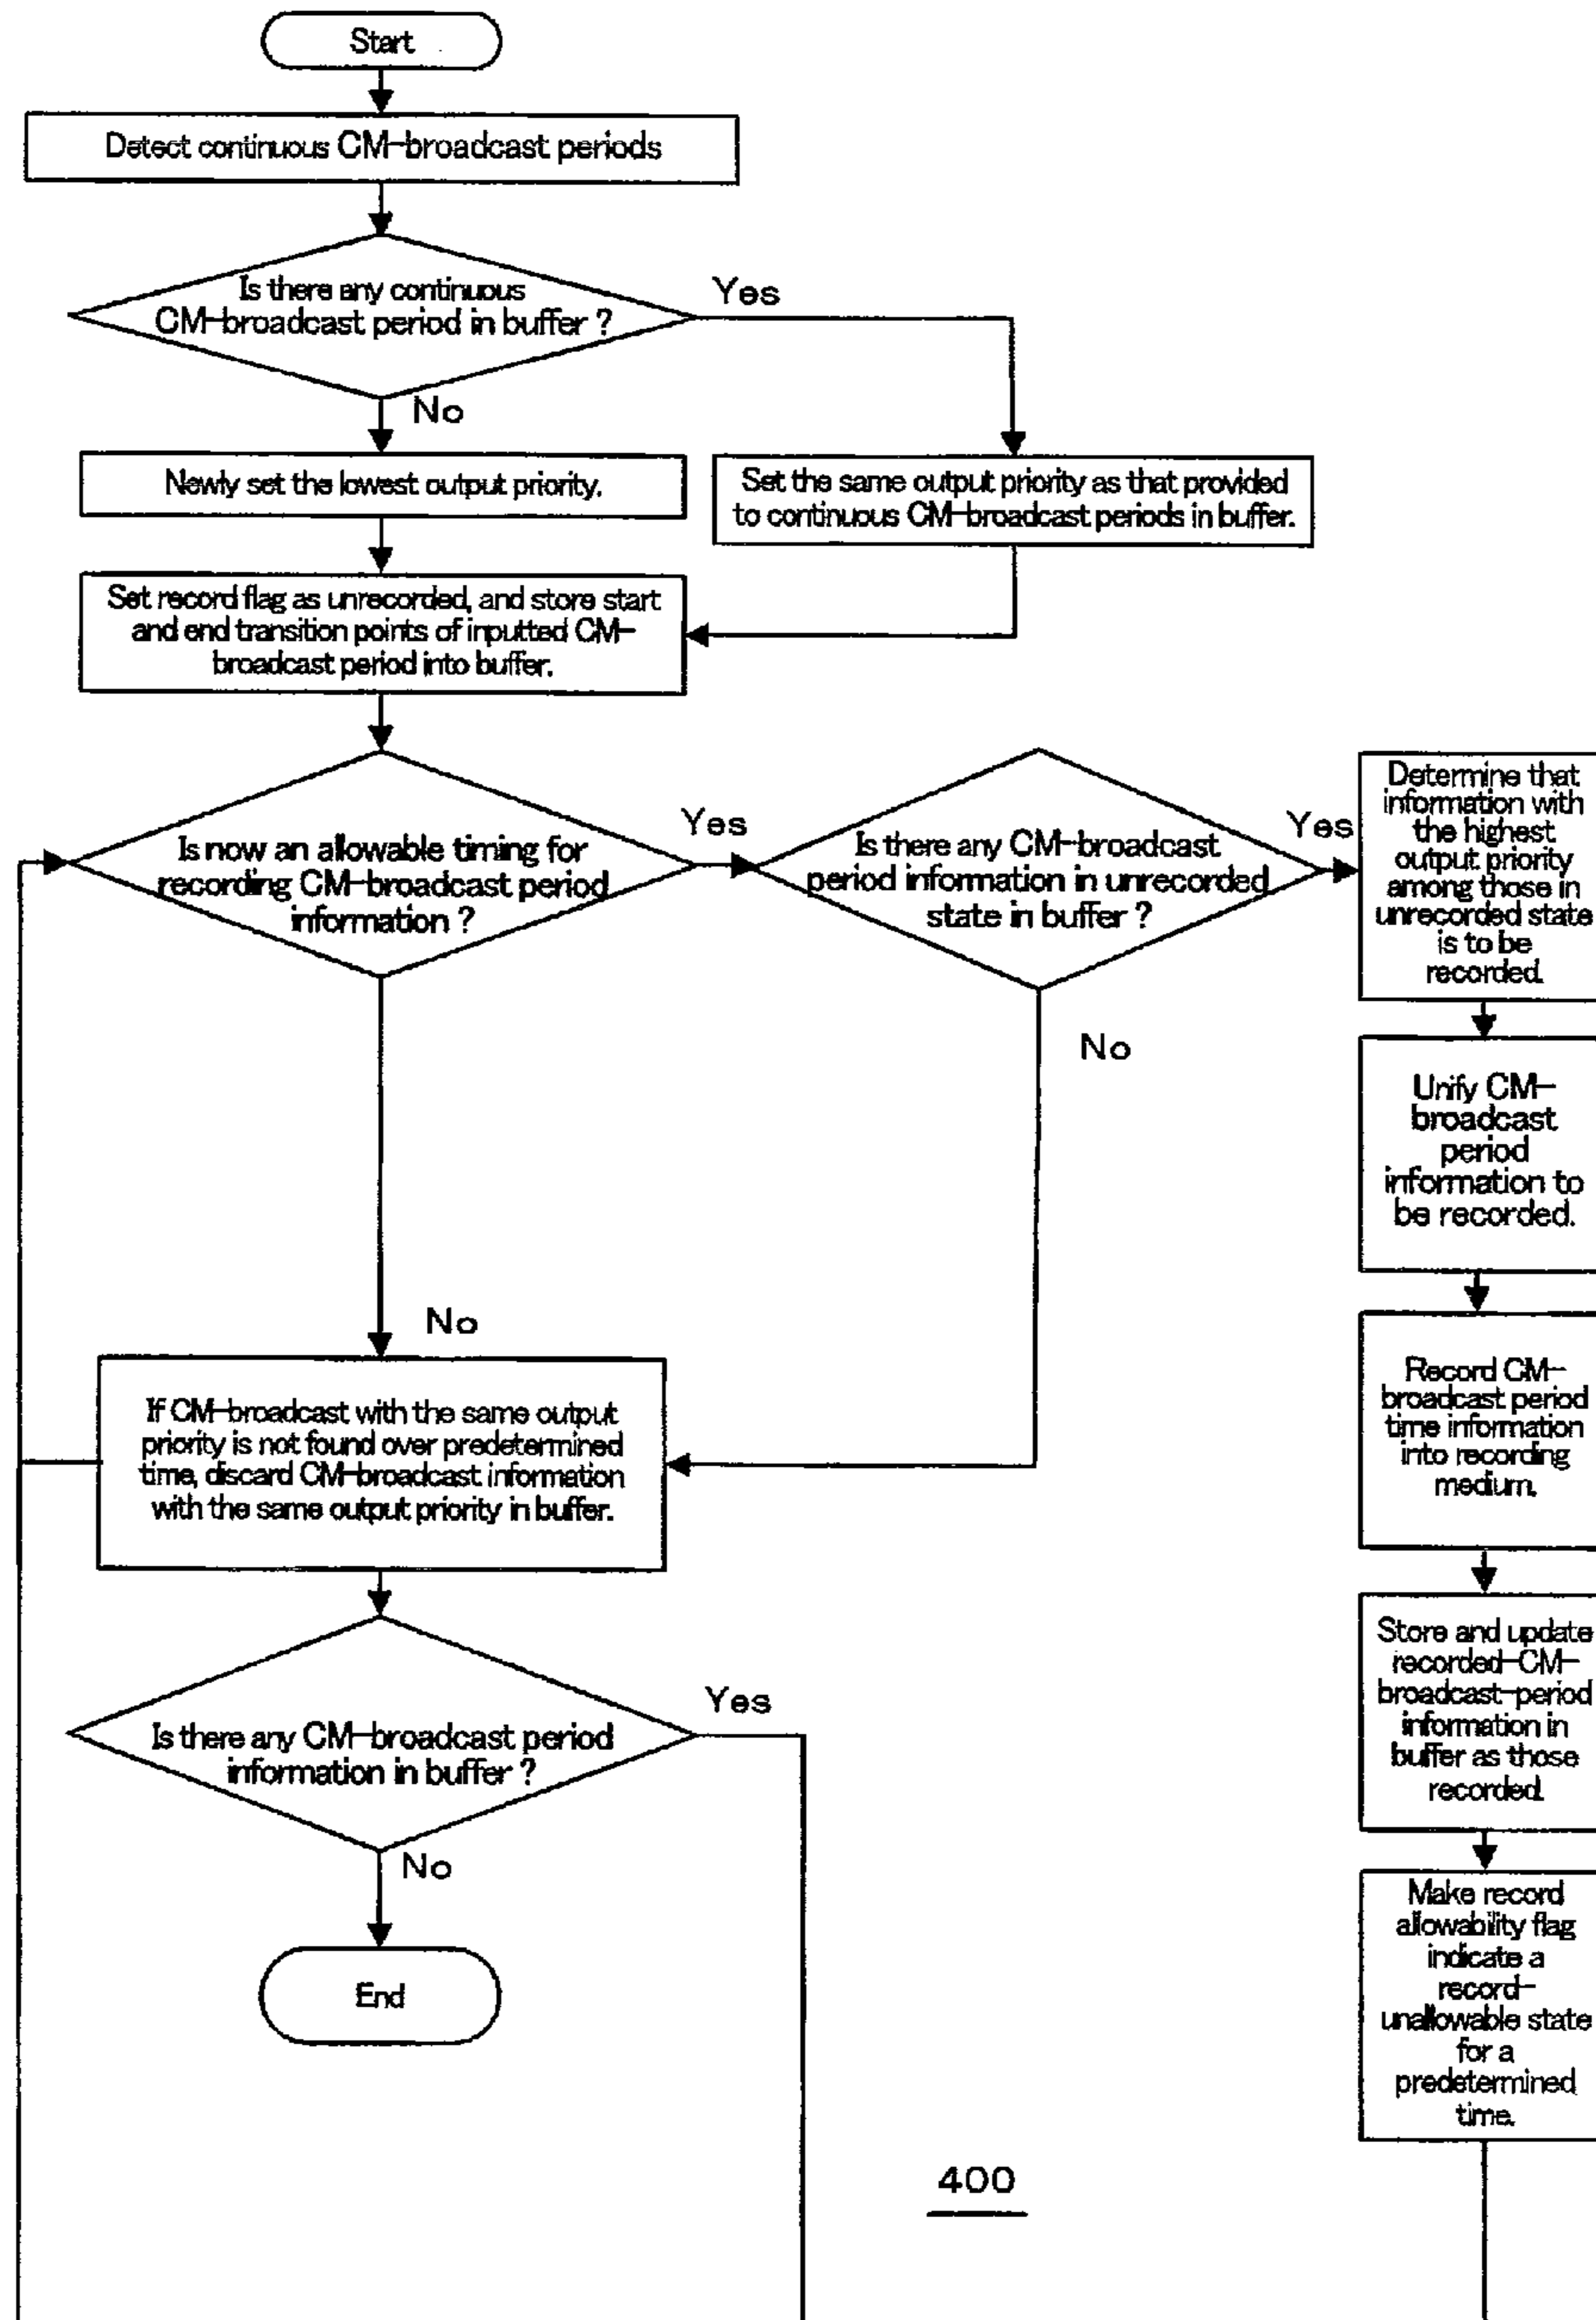 Start
Detect continuous CM-broadcast periods
Is there any continuous
CM-broadcast period in buffer ?
Yes
No
Newly set the lowest output priority.
Set the same output priority as that provided
to continuous CM-broadcast periods in buffer.
Set record flag as unrecorded, and store start
and end transition points of inputted CM-
broadcast period into buffer.
Is now an allowable timing for
recording CM-broadcast period
information ?
Yes
Is there any CM-broadcast
period information in unrecorded
state in buffer ?
Yes
Determine that
information with
the highest
output priority
among those in
unrecorded state
is to be
recorded.
No
Unify CM-
broadcast
period
information to
be recorded.
No
Record CM-
broadcast period
time information
into recording
medium.
If CM-broadcast with the same output
priority is not found over predetermined
time, discard CM-broadcast information
with the same output priority in buffer.
Store and update
recorded-CM-
broadcast-period
information in
buffer as those
recorded.
Is there any CM-broadcast period
information in buffer ?
Yes
No
Make record
allowability flag
indicate a
record-
unallowable state
for a
predetermined
time.
End
400